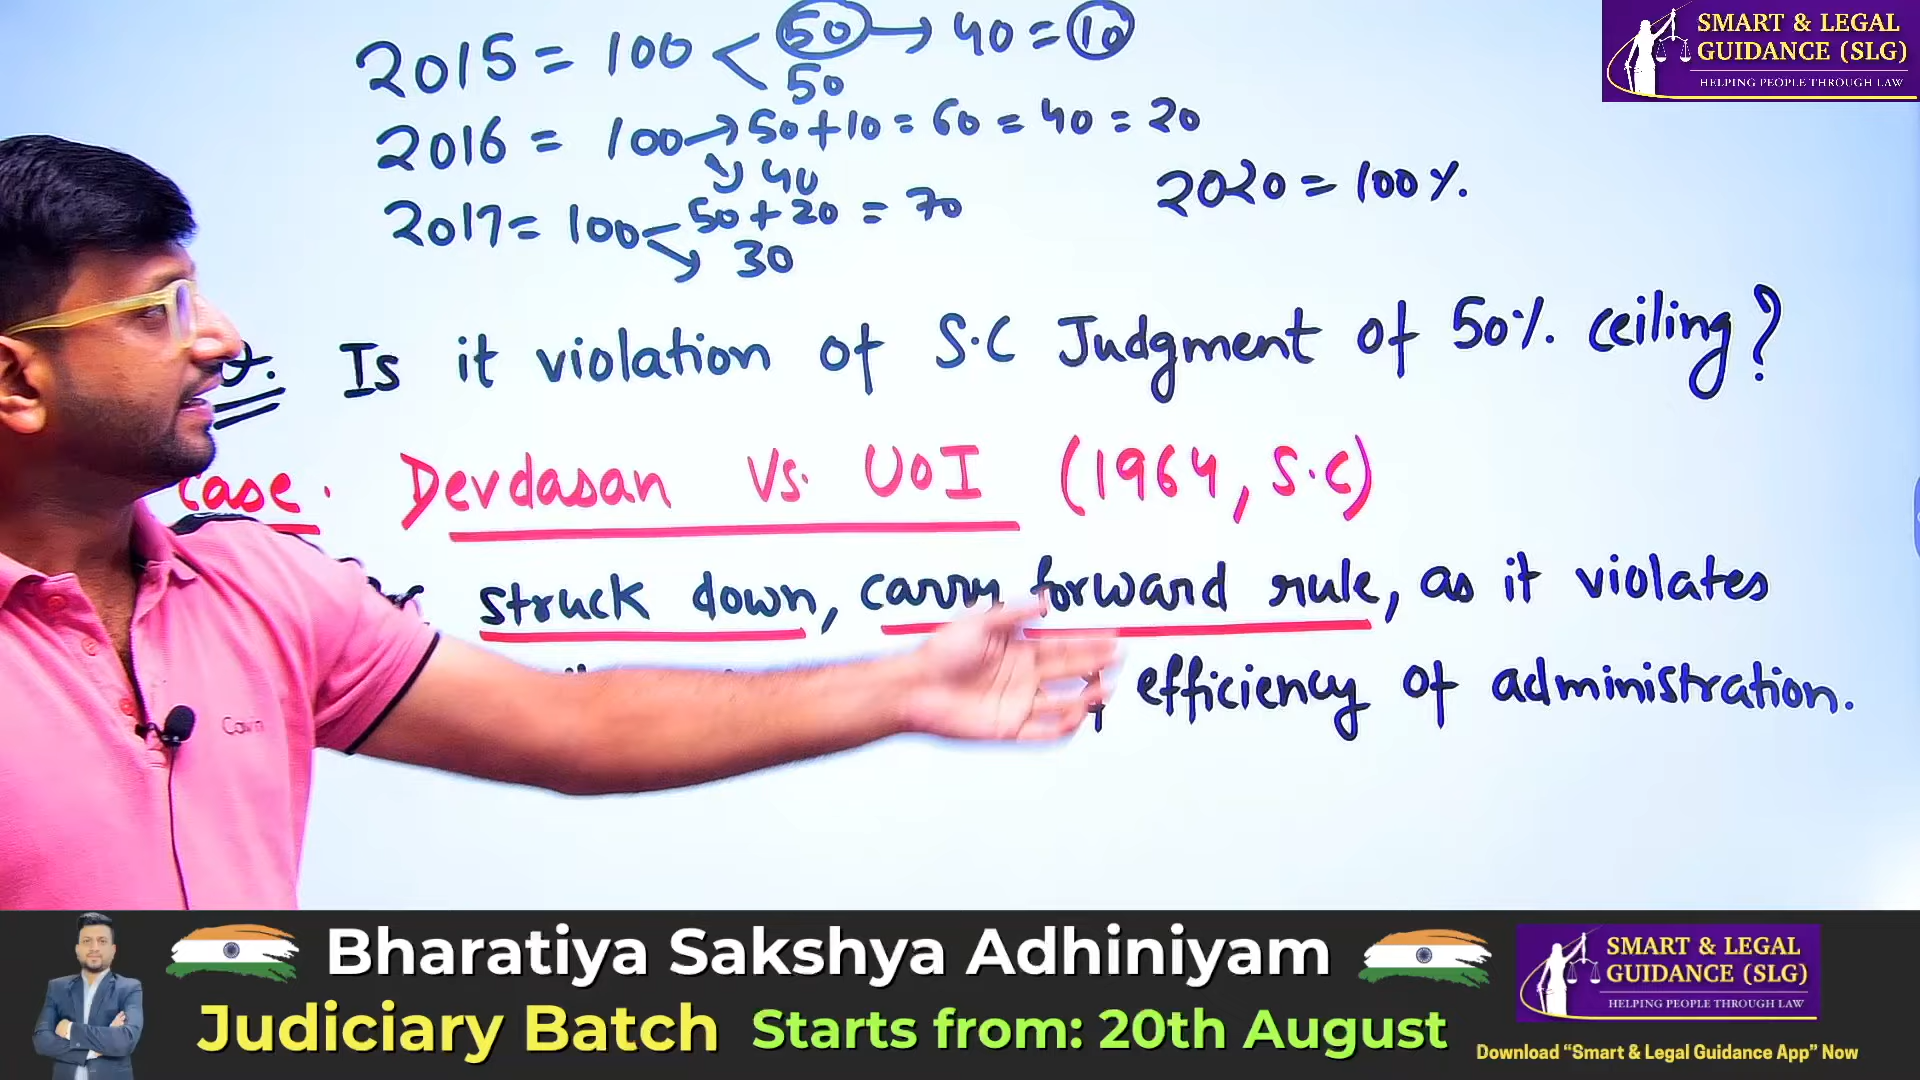 2015 = 100 < 50 → 40 = 10
50
2016 = 100 → 50 + 10 = 60 = 40 = 20
↘ 40
2017 = 100 < 50 + 20 = 70
↘ 30
2020 = 100%.
Is it violation of S.C Judgment of 50% ceiling?
Case. Devdasan Vs. UOI (1964, S.C)
struck down, carry forward rule, as it violates
efficiency of administration.
SMART & LEGAL
GUIDANCE (SLG)
HELPING PEOPLE THROUGH LAW
Bharatiya Sakshya Adhiniyam
Judiciary Batch Starts from: 20th August
SMART & LEGAL
GUIDANCE (SLG)
HELPING PEOPLE THROUGH LAW
Download “Smart & Legal Guidance App” Now